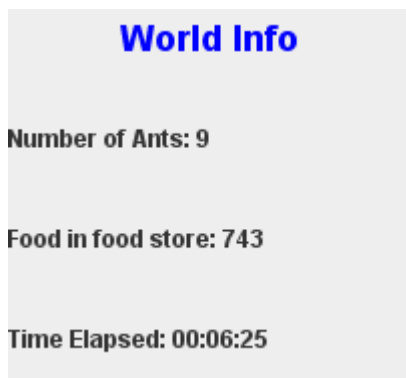 World Info
Number of Ants: 9
Food in food store: 743
Time Elapsed: 00:06:25